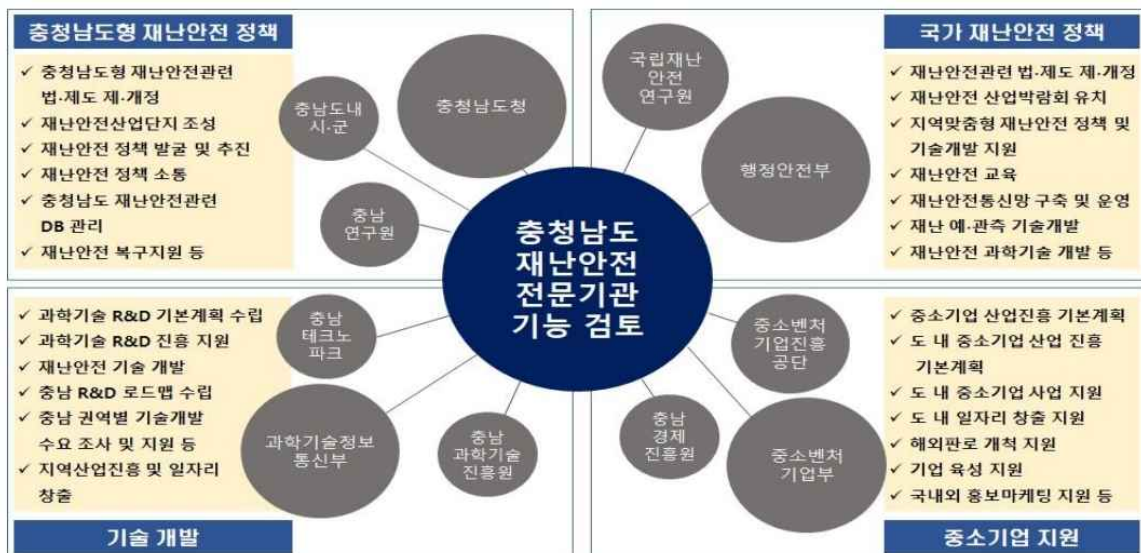 충청남도형 재난안전 정책
✓ 충청남도형 재난안전관련
법·제도 제·개정
✓ 재난안전산업단지 조성
✓ 재난안전 정책 발굴 및 추진
✓ 재난안전 정책 소통
✓ 충청남도 재난안전관련
DB 관리
✓ 재난안전 복구지원 등
충남도내
시·군
충청남도청
충남
연구원
국립재난
안전
연구원
행정안전부
국가 재난안전 정책
✓ 재난안전관련 법·제도 제·개정
✓ 재난안전 산업박람회 유치
✓ 지역맞춤형 재난안전 정책 및
기술개발 지원
✓ 재난안전 교육
✓ 재난안전통신망 구축 및 운영
✓ 재난 예·관측 기술개발
✓ 재난안전 과학기술 개발 등
충청남도
재난안전
전문기관
기능 검토
✓ 과학기술 R&D 기본계획 수립
✓ 과학기술 R&D 진흥 지원
✓ 재난안전 기술 개발
✓ 충남 R&D 로드맵 수립
✓ 충남 권역별 기술개발
수요 조사 및 지원 등
✓ 지역산업진흥 및 일자리
창출
기술 개발
충남
테크노
파크
과학기술정보
통신부
충남
과학기술
진흥원
중소벤처
기업진흥
공단
충남
경제
진흥원
중소벤처
기업부
✓ 중소기업 산업진흥 기본계획
✓ 도 내 중소기업 산업 진흥
기본계획
✓ 도 내 중소기업 사업 지원
✓ 도 내 일자리 창출 지원
✓ 해외판로 개척 지원
✓ 기업 육성 지원
✓ 국내외 홍보마케팅 지원 등
중소기업 지원